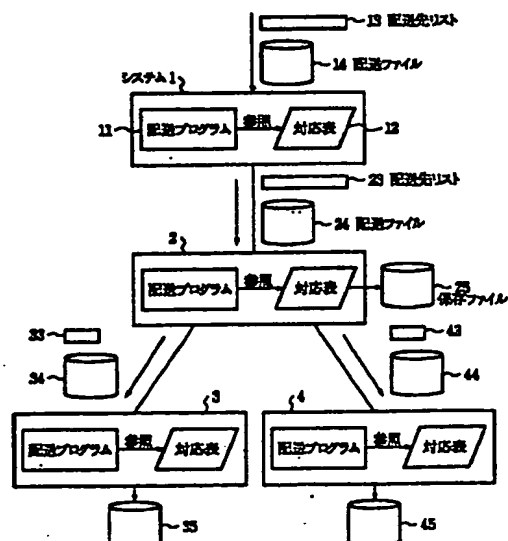 13 配送先リスト
14 配送ファイル
システム1
11 配送プログラム 参照 対応表 12
23 配送先リスト
24 配送ファイル
2
配送プログラム 参照 対応表 25 保存ファイル
33
34
43
44
3
4
配送プログラム 参照 対応表
配送プログラム 参照 対応表
35
45